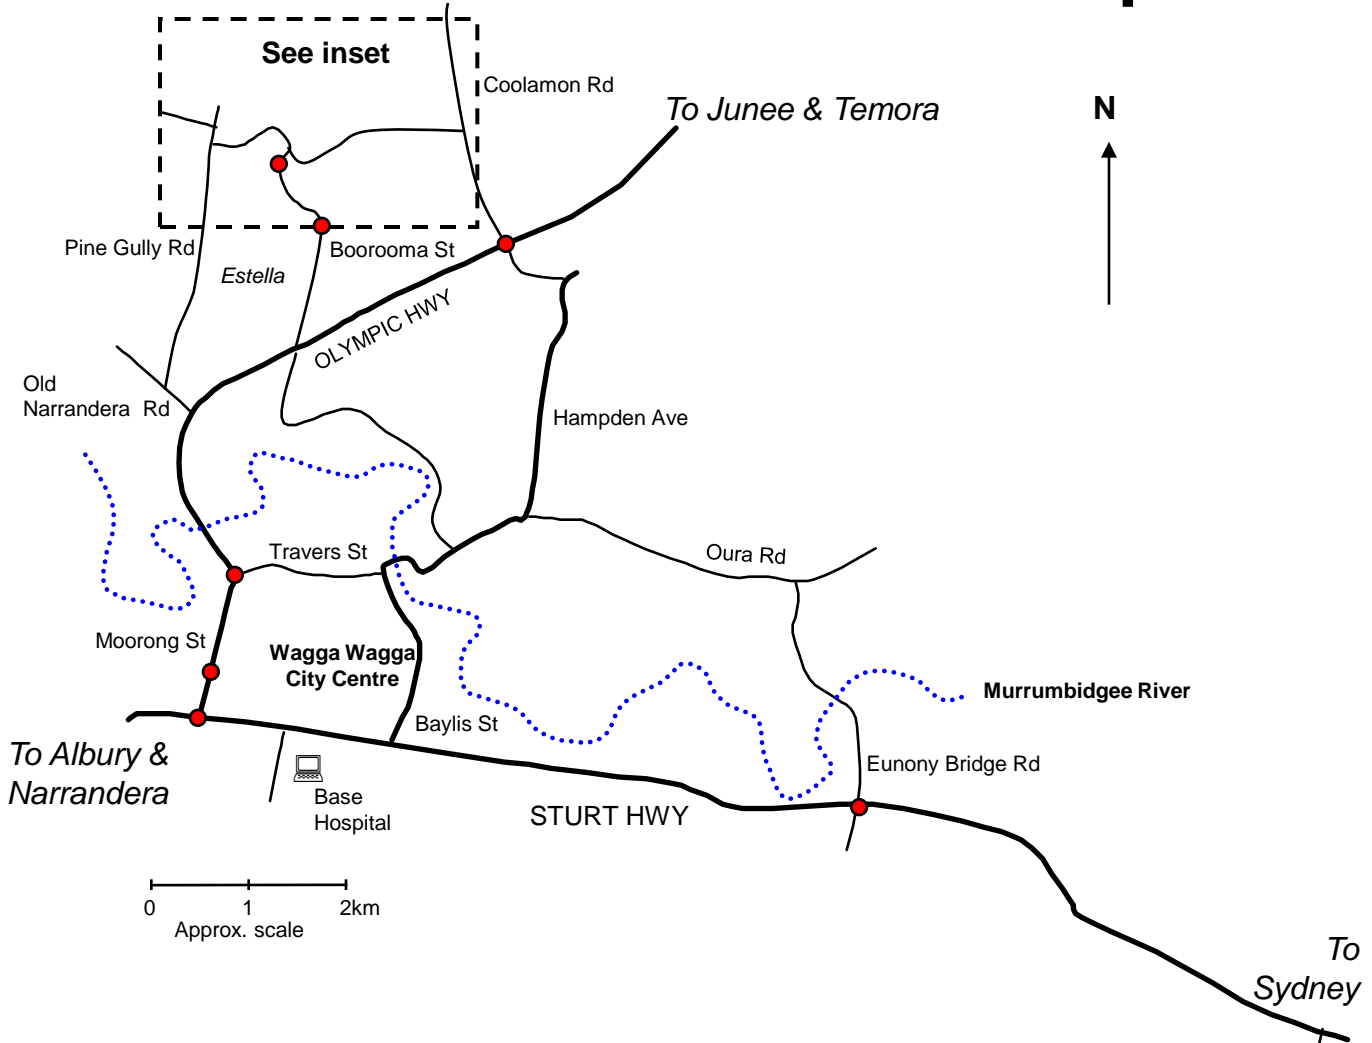 See inset
Coolamon Rd
To Junee & Temora
N
Pine Gully Rd
Boorooma St
Estella
OLYMPIC HWY
Old
Narrandera Rd
Hampden Ave
Travers St
Oura Rd
Moorong St
Wagga Wagga
City Centre
Murrumbidgee River
Baylis St
To Albury &
Narrandera
Eunony Bridge Rd
Base
Hospital
STURT HWY
0 1 2km
Approx. scale
To
Sydney